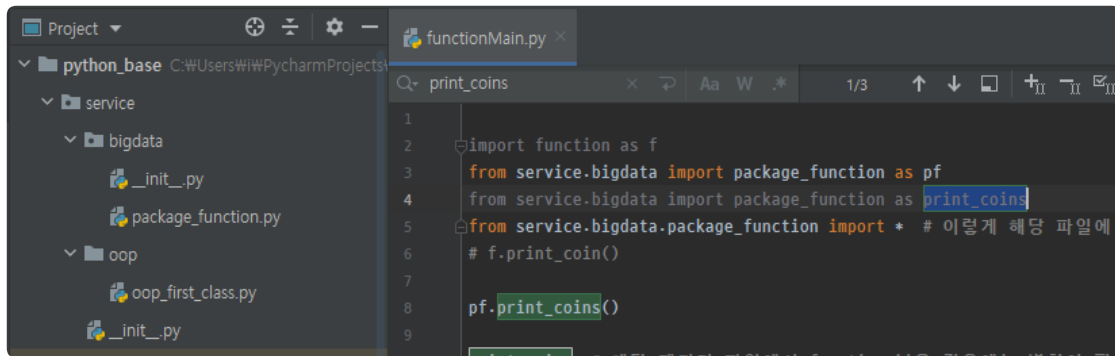 Project
python_base C:₩Users₩i₩PycharmProjects
service
bigdata
__init__.py
package_function.py
oop
oop_first_class.py
__init__.py
functionMain.py
print_coins
Aa W .* 1/3
1
2 import function as f
3 from service.bigdata import package_function as pf
4 from service.bigdata import package_function as print_coins
5 from service.bigdata.package_function import * # 이렇게 해당 파일에
6 # f.print_coin()
7
8 pf.print_coins()
9